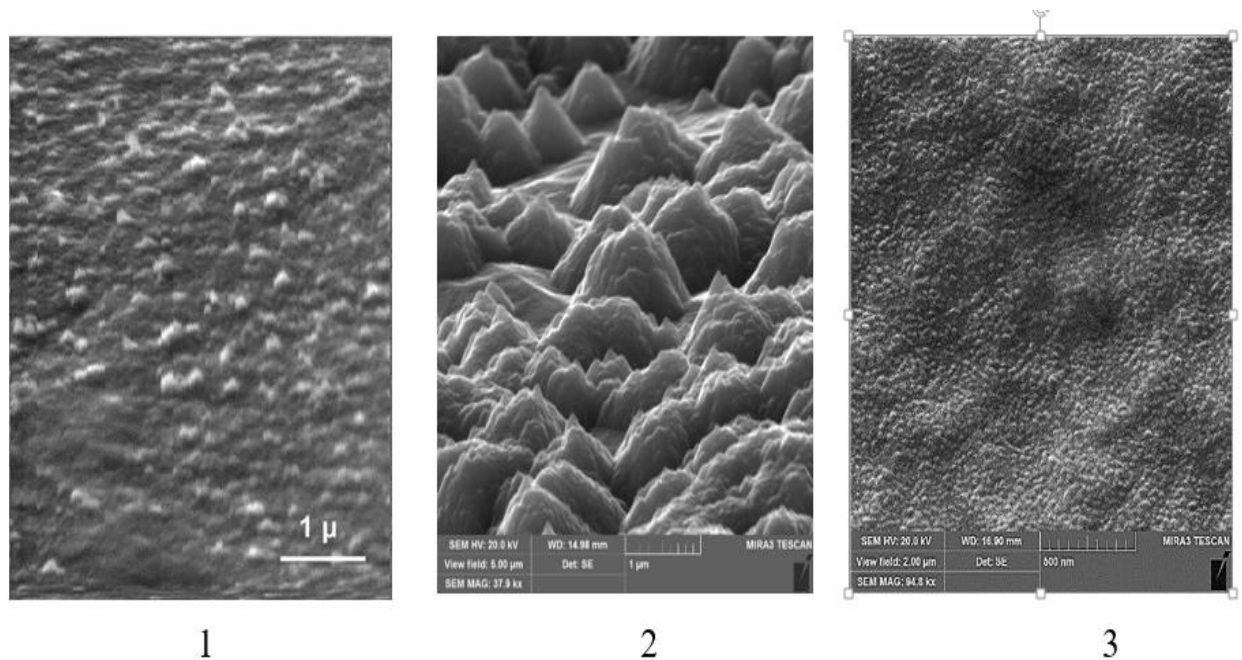 1 μ
SEM HV: 20.0 kV WD: 14.98 mm MIRA3 TESCAN
View field: 5.00 μm Det: SE 1 μm
SEM MAG: 37.9 kx
SEM HV: 20.0 kV WD: 16.90 mm MIRA3 TESCAN
View field: 2.00 μm Det: SE 500 nm
SEM MAG: 94.8 kx
1 2 3